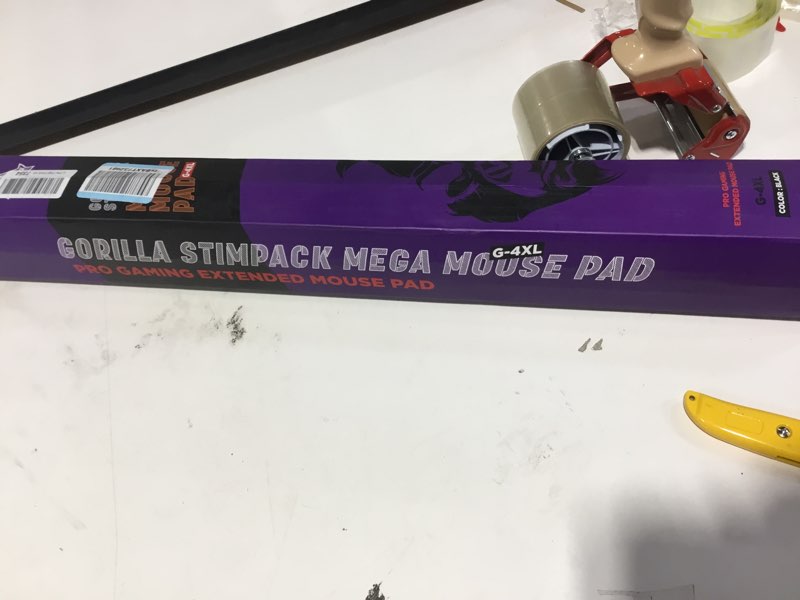 MOUSE
PAD G-4XL
GORILLA STIMPACK MEGA MOUSE PAD
G-4XL
PRO GAMING EXTENDED MOUSE PAD
PRO GAMING
EXTENDED MOUSE PAD
G-4XL
COLOR : BLACK